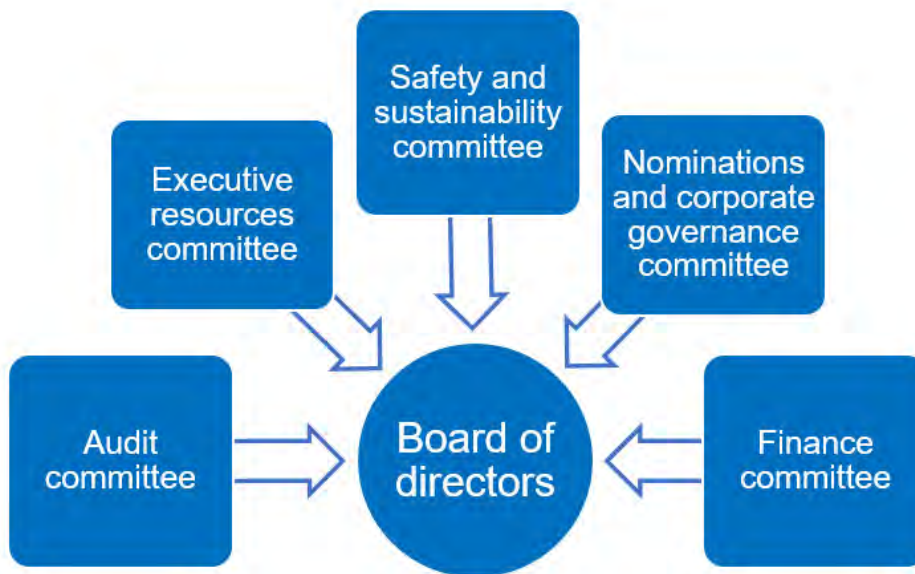 Safety and
sustainability
committee
Executive
resources
committee
Nominations
and corporate
governance
committee
Audit
committee
Board of
directors
Finance
committee